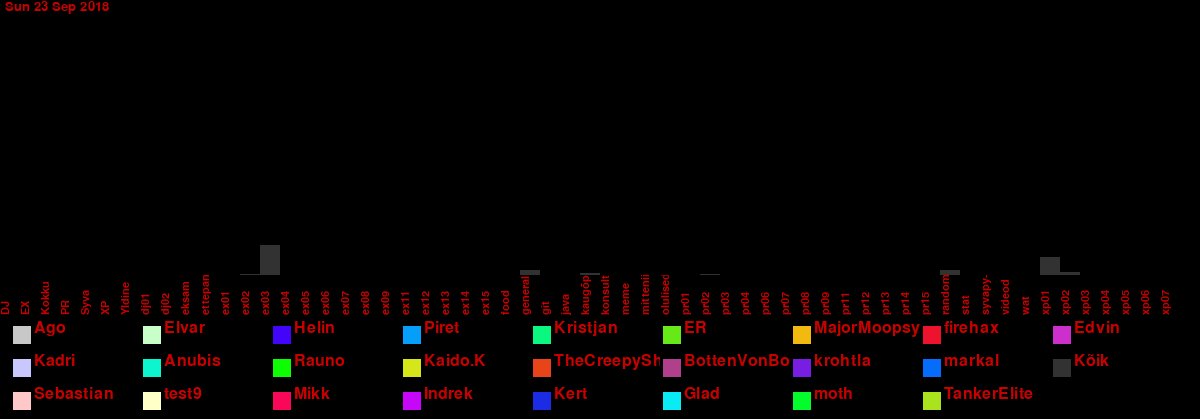 Sun 23 Sep 2018
DJ
EX
Kokku
PR
Syva
XP
Yldine
dj01
dj02
eksam
ettepan
ex01
ex02
ex03
ex04
ex05
ex06
ex07
ex08
ex09
ex11
ex12
ex13
ex14
ex15
food
general
git
java
kaugõp
konsult
meme
mitteni
olulised
pr01
pr02
pr03
pr04
pr06
pr07
pr08
pr09
pr11
pr12
pr13
pr14
pr15
random
stat
syvapy-
videod
wat
xp01
xp02
xp03
xp04
xp05
xp06
xp07
Ago Elvar Helin Piret Kristjan ER MajorMoopsy firehax Edvin
Kadri Anubis Rauno Kaido.K TheCreepySh BottenVonBo krohtla markal Kõik
Sebastian test9 Mikk Indrek Kert Glad moth TankerElite